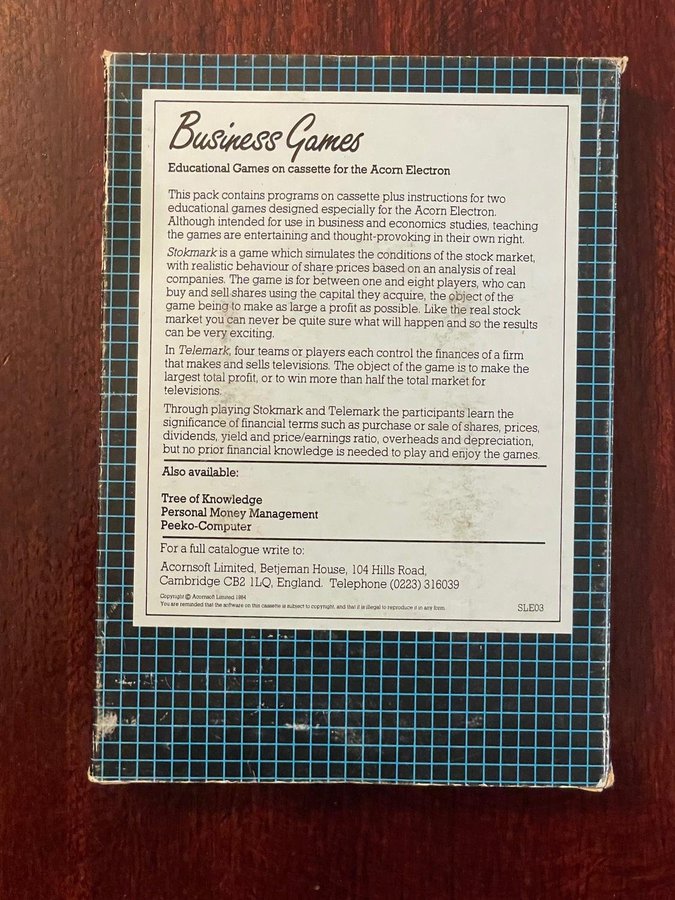 Business Games
Educational Games on cassette for the Acorn Electron
This pack contains programs on cassette plus instructions for two
educational games designed especially for the Acorn Electron.
Although intended for use in business and economics studies, teaching
the games are entertaining and thought-provoking in their own right.
Stokmark is a game which simulates the conditions of the stock market,
with realistic behaviour of share prices based on an analysis of real
companies. The game is for between one and eight players, who can
buy and sell shares using the capital they acquire, the object of the
game being to make as large a profit as possible. Like the real stock
market you can never be quite sure what will happen and so the results
can be very exciting.
In Telemark, four teams or players each control the finances of a firm
that makes and sells televisions. The object of the game is to make the
largest total profit, or to win more than half the total market for
televisions.
Through playing Stokmark and Telemark the participants learn the
significance of financial terms such as purchase or sale of shares, prices,
dividends, yield and price/earnings ratio, overheads and depreciation,
but no prior financial knowledge is needed to play and enjoy the games.
Also available:
Tree of Knowledge
Personal Money Management
Peeko-Computer
For a full catalogue write to:
Acornsoft Limited, Betjeman House, 104 Hills Road,
Cambridge CB2 1LQ, England. Telephone (0223) 316039
Copyright © Acornsoft Limited 1984
You are reminded that the software on this cassette is subject to copyright, and that it is illegal to reproduce it in any form.
SLE03